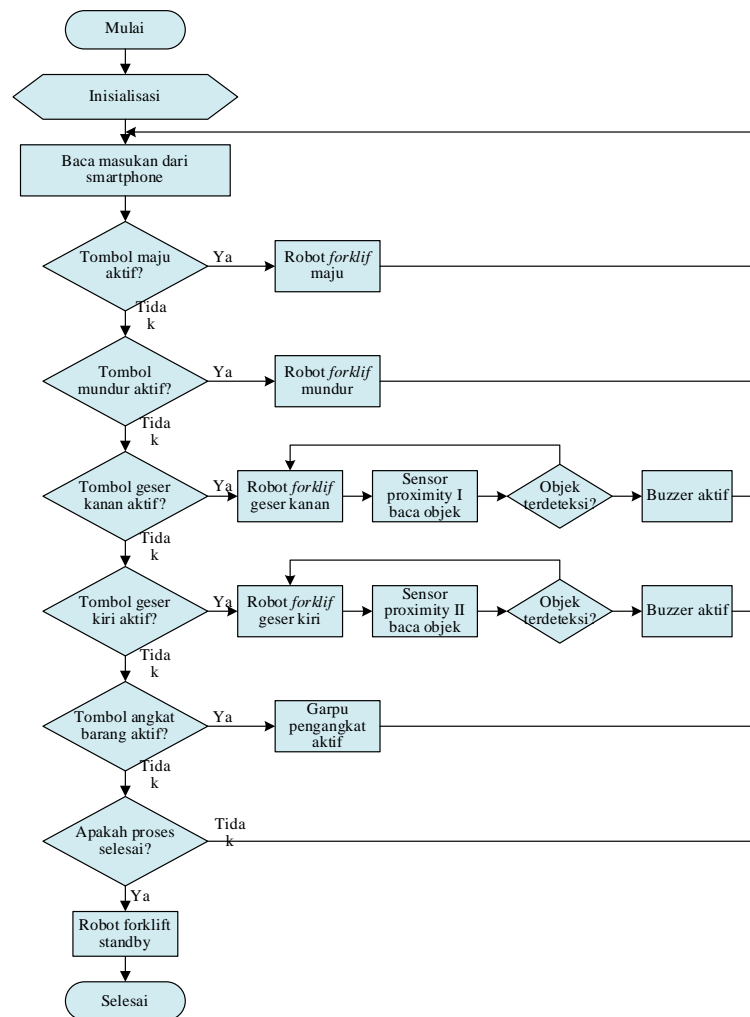 Mulai
Inisialisasi
Baca masukan dari
smartphone
Tombol maju
aktif?
Ya
Robot forklif
maju
Tida
k
Tombol
mundur aktif?
Ya
Robot forklif
mundur
Tida
k
Tombol geser
kanan aktif?
Ya
Robot forklif
geser kanan
Sensor
proximity I
baca objek
Objek
terdeteksi?
Buzzer aktif
Tida
k
Tombol geser
kiri aktif?
Ya
Robot forklif
geser kiri
Sensor
proximity II
baca objek
Objek
terdeteksi?
Buzzer aktif
Tida
k
Tombol angkat
barang aktif?
Ya
Garpu
pengangkat
aktif
Tida
k
Apakah proses
selesai?
Tida
k
Ya
Robot forklift
standby
Selesai